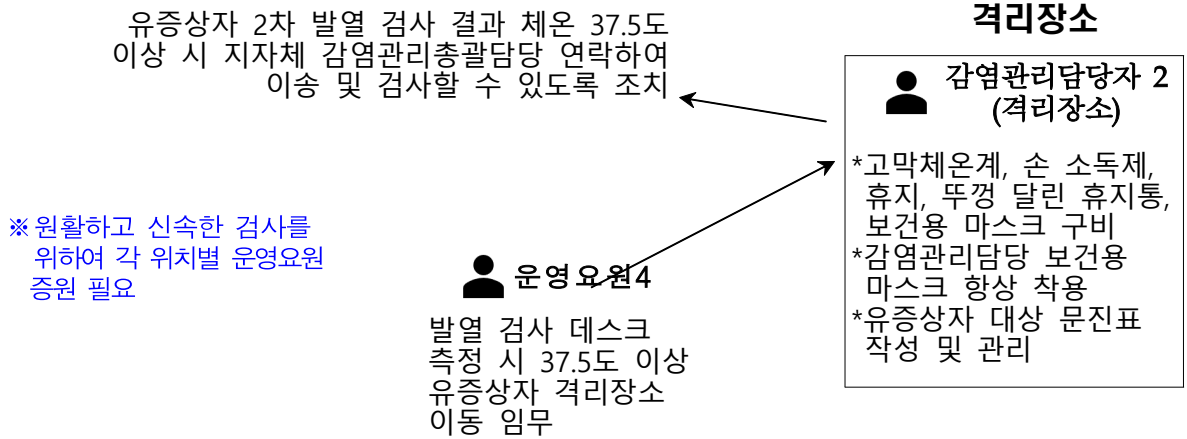 유증상자 2차 발열 검사 결과 체온 37.5도
이상 시 지자체 감염관리총괄담당 연락하여
이송 및 검사할 수 있도록 조치
격리장소
감염관리담당자 2
(격리장소)
*고막체온계, 손 소독제,
휴지, 뚜껑 달린 휴지통,
보건용 마스크 구비
*감염관리담당 보건용
마스크 항상 착용
*유증상자 대상 문진표
작성 및 관리
※원활하고 신속한 검사를
위하여 각 위치별 운영요원
증원 필요
운영요원4
발열 검사 데스크
측정 시 37.5도 이상
유증상자 격리장소
이동 임무